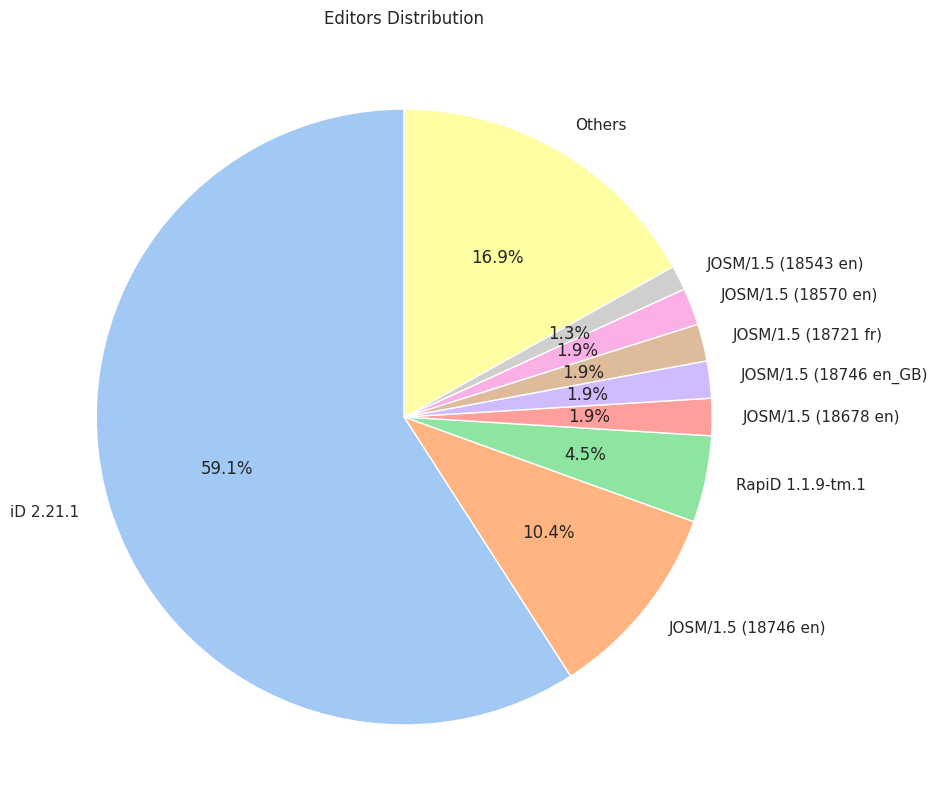 Editors Distribution
Others
16.9%
JOSM/1.5 (18543 en)
1.3%
JOSM/1.5 (18570 en)
1.9%
JOSM/1.5 (18721 fr)
1.9%
JOSM/1.5 (18746 en_GB)
1.9%
JOSM/1.5 (18678 en)
1.9%
RapiD 1.1.9-tm.1
4.5%
JOSM/1.5 (18746 en)
10.4%
iD 2.21.1
59.1%